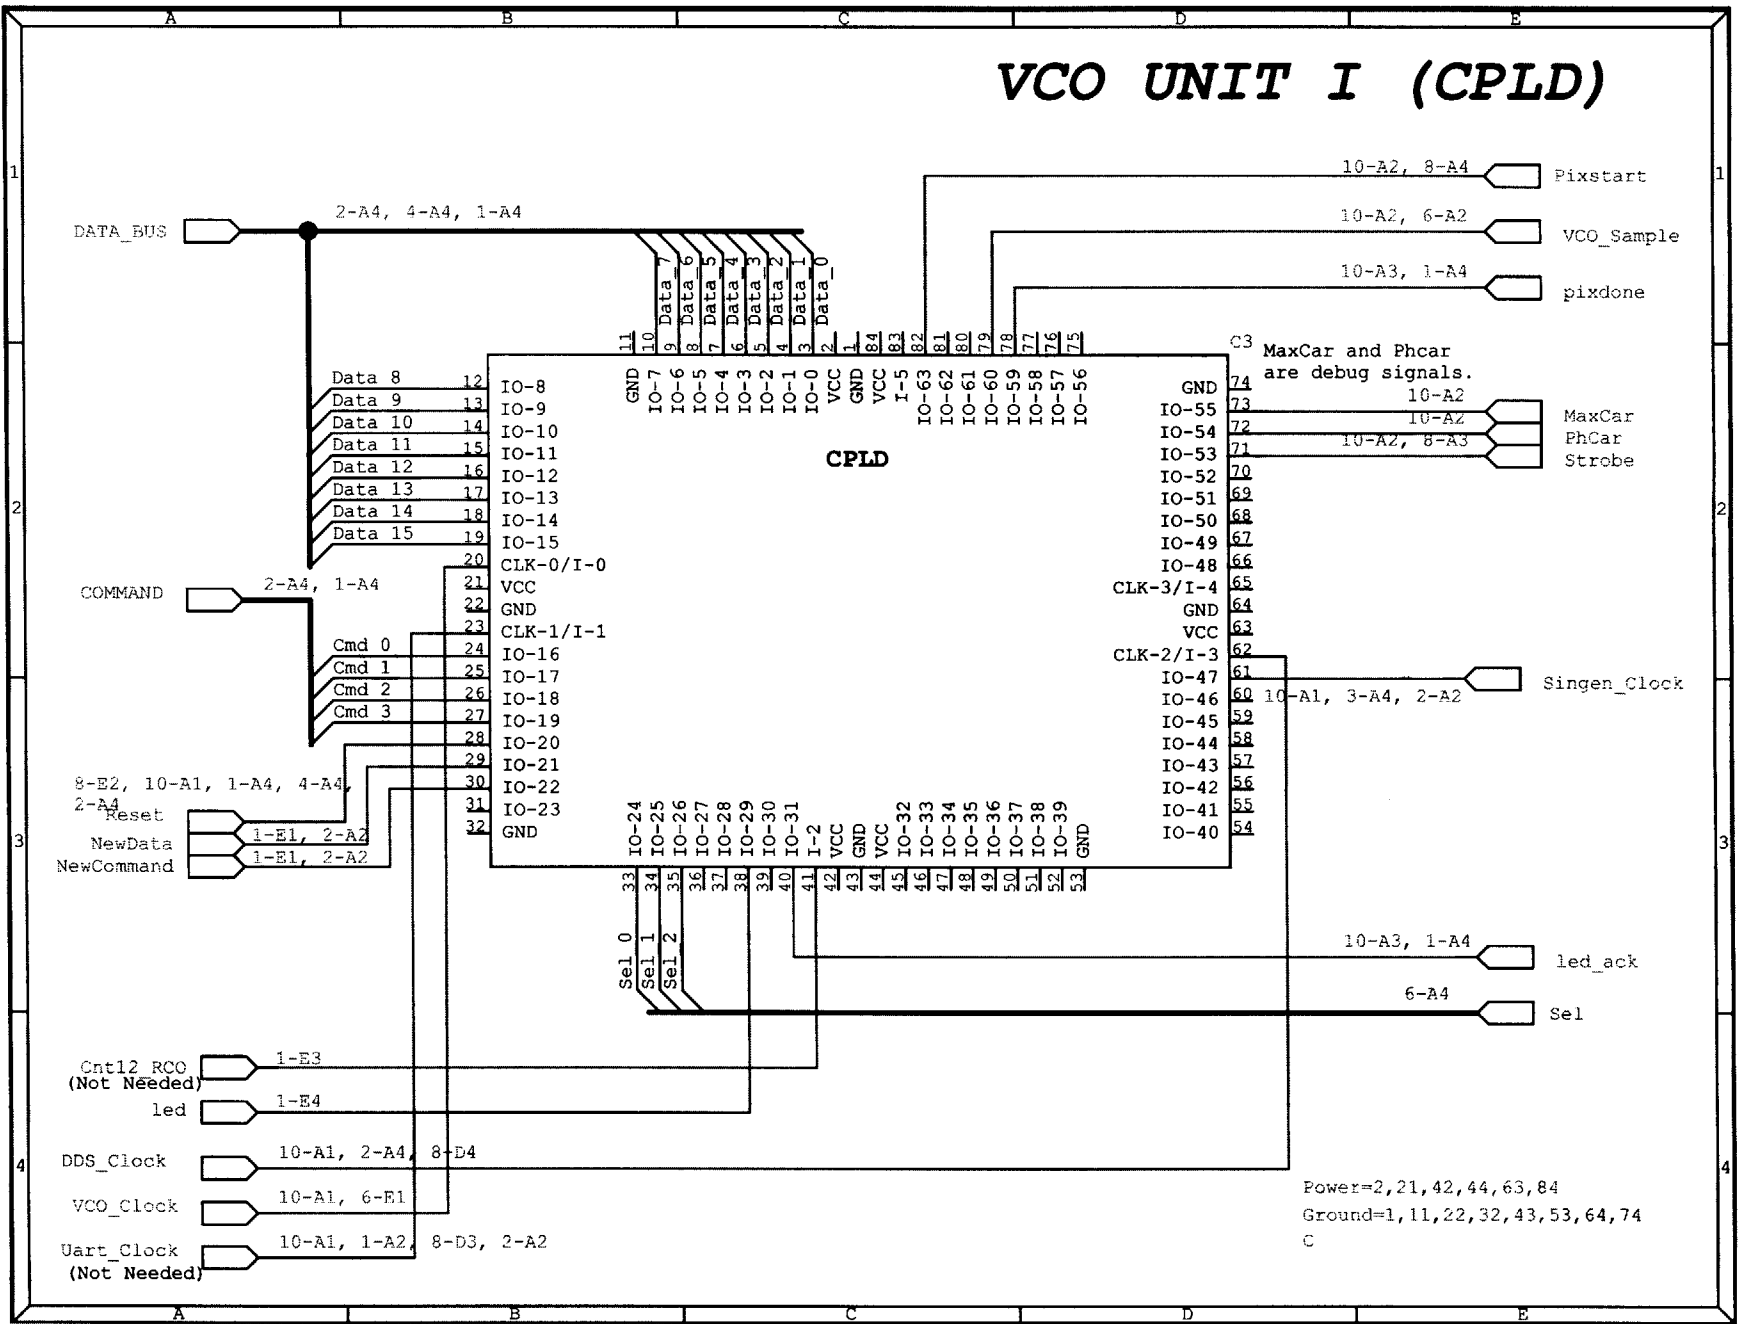 A B C D E
VCO UNIT I (CPLD)
1 1
10-A2, 8-A4
Pixstart
2-A4, 4-A4, 1-A4
DATA_BUS
10-A2, 6-A2
VCO_Sample
10-A3, 1-A4
pixdone
Data_7
Data_6
Data_5
Data_4
Data_3
Data_2
Data_1
Data_0
11 10 9 8 7 6 5 4 3 2 1 84 83 82 81 80 79 78 77 76 75
GND IO-7 IO-6 IO-5 IO-4 IO-3 IO-2 IO-1 IO-0 VCC GND VCC I-5 IO-63 IO-62 IO-61 IO-60 IO-59 IO-58 IO-57 IO-56
C3
MaxCar and Phcar
are debug signals.
CPLD
Data 8 12 IO-8
Data 9 13 IO-9
Data 10 14 IO-10
Data 11 15 IO-11
Data 12 16 IO-12
Data 13 17 IO-13
Data 14 18 IO-14
Data 15 19 IO-15
20 CLK-0/I-0
21 VCC
22 GND
23 CLK-1/I-1
Cmd 0 24 IO-16
Cmd 1 25 IO-17
Cmd 2 26 IO-18
Cmd 3 27 IO-19
28 IO-20
29 IO-21
30 IO-22
31 IO-23
32 GND
2 2
COMMAND
2-A4, 1-A4
GND 74
IO-55 73 10-A2 MaxCar
IO-54 72 10-A2 PhCar
IO-53 71 10-A2, 8-A3 Strobe
IO-52 70
IO-51 69
IO-50 68
IO-49 67
IO-48 66
CLK-3/I-4 65
GND 64
VCC 63
CLK-2/I-3 62
IO-47 61 Singen_Clock
IO-46 60 10-A1, 3-A4, 2-A2
IO-45 59
IO-44 58
IO-43 57
IO-42 56
IO-41 55
IO-40 54
8-E2, 10-A1, 1-A4, 4-A4,
2-A4
Reset
NewData 1-E1, 2-A2
NewCommand 1-E1, 2-A2
3 3
IO-24 IO-25 IO-26 IO-27 IO-28 IO-29 IO-30 IO-31 I-2 VCC GND VCC IO-32 IO-33 IO-34 IO-35 IO-36 IO-37 IO-38 IO-39 GND
33 34 35 36 37 38 39 40 41 42 43 44 45 46 47 48 49 50 51 52 53
Sel_0
Sel_1
Sel_2
10-A3, 1-A4
led_ack
6-A4
Sel
Cnt12_RCO 1-E3
(Not Needed)
led 1-E4
DDS_Clock 10-A1, 2-A4, 8-D4
VCO_Clock 10-A1, 6-E1
Uart_Clock 10-A1, 1-A2, 8-D3, 2-A2
(Not Needed)
4 4
Power=2,21,42,44,63,84
Ground=1,11,22,32,43,53,64,74
C
A B C D E